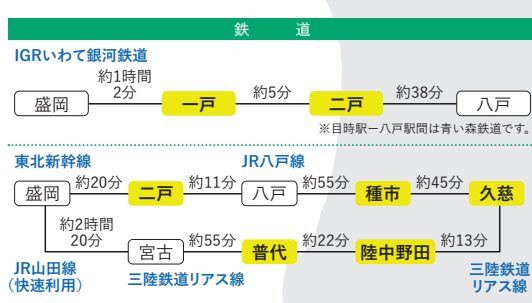 鉄 道
IGRいわて銀河鉄道
盛岡 約1時間2分 一戸 約5分 二戸 約38分 八戸
※目時駅ー八戸駅間は青い森鉄道です。
東北新幹線 JR八戸線
盛岡 約20分 二戸 約11分 八戸 約55分 種市 約45分 久慈
約2時間20分 宮古 約55分 普代 約22分 陸中野田 約13分
JR山田線 三陸鉄道リアス線 三陸鉄道
(快速利用) リアス線